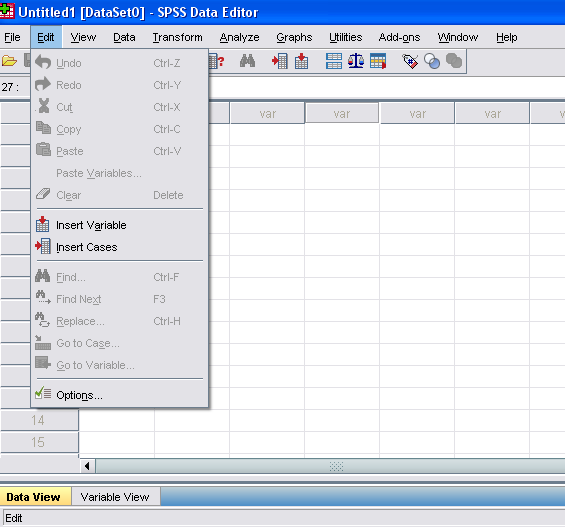 Untitled1 [DataSet0] - SPSS Data Editor
File Edit View Data Transform Analyze Graphs Utilities Add-ons Window Help
27 :
Undo Ctrl-Z
Redo Ctrl-Y
Cut Ctrl-X
Copy Ctrl-C
Paste Ctrl-V
Paste Variables...
Clear Delete
Insert Variable
Insert Cases
Find... Ctrl-F
Find Next F3
Replace... Ctrl-H
Go to Case...
Go to Variable...
Options...
var var var var v
14
15
Data View Variable View
Edit